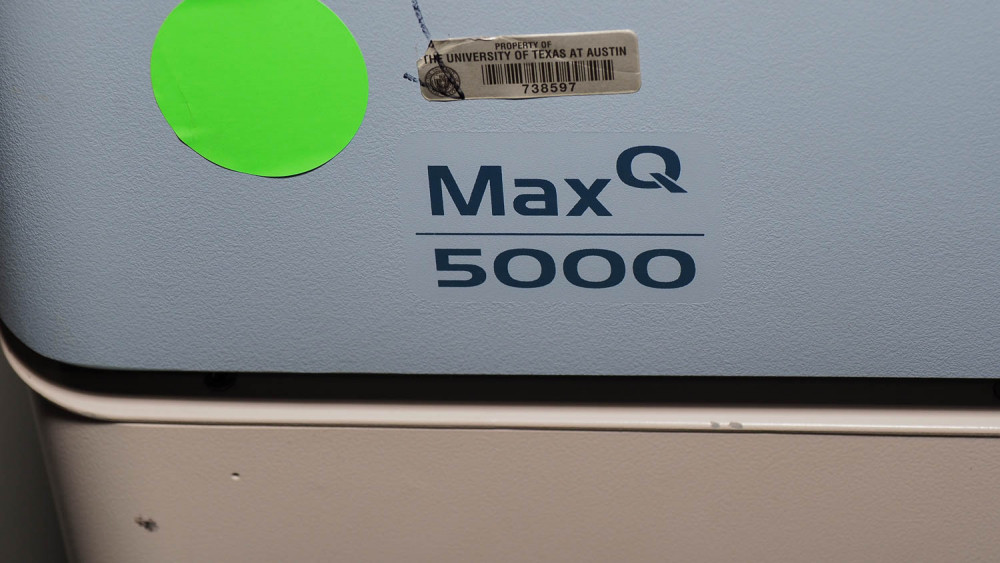 PROPERTY OF
THE UNIVERSITY OF TEXAS AT AUSTIN
738597
MaxQ
5000